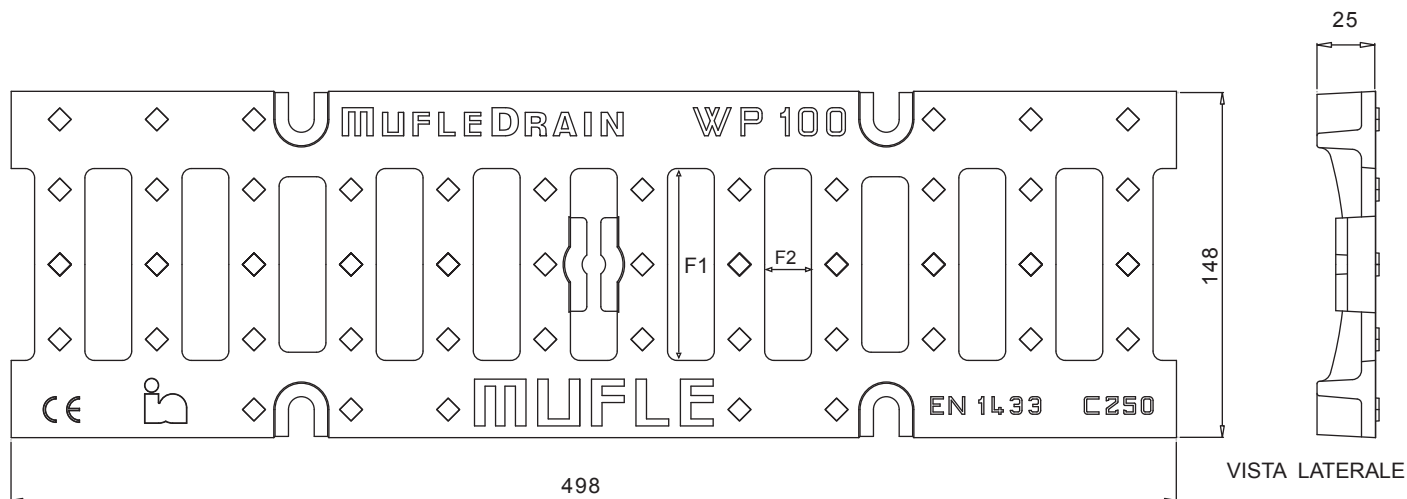 25
MUFLEDRAIN WP 100
F1 F2
148
CE MUFLE EN 1433 C250
498
VISTA LATERALE